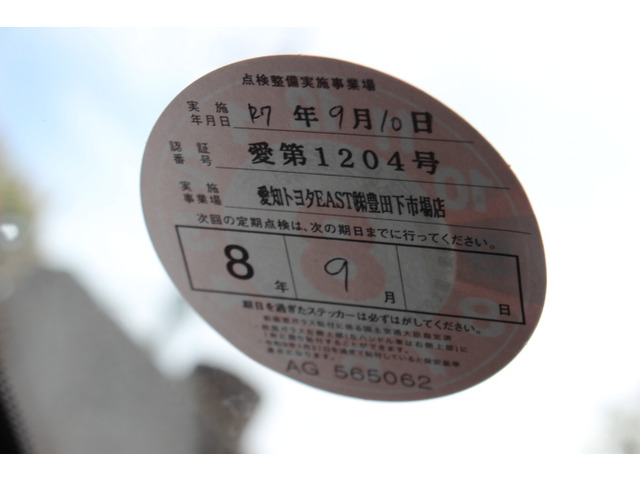 点検整備実施事業場
実施年月日 R7年9月10日
認証番号 愛第1204号
実施事業場 愛知トヨタEAST㈱豊田下市場店
次回の定期点検は、次の期日までに行ってください。
8年 9月 日
期日を過ぎたステッカーは必ずはがしてください。
AG 565062